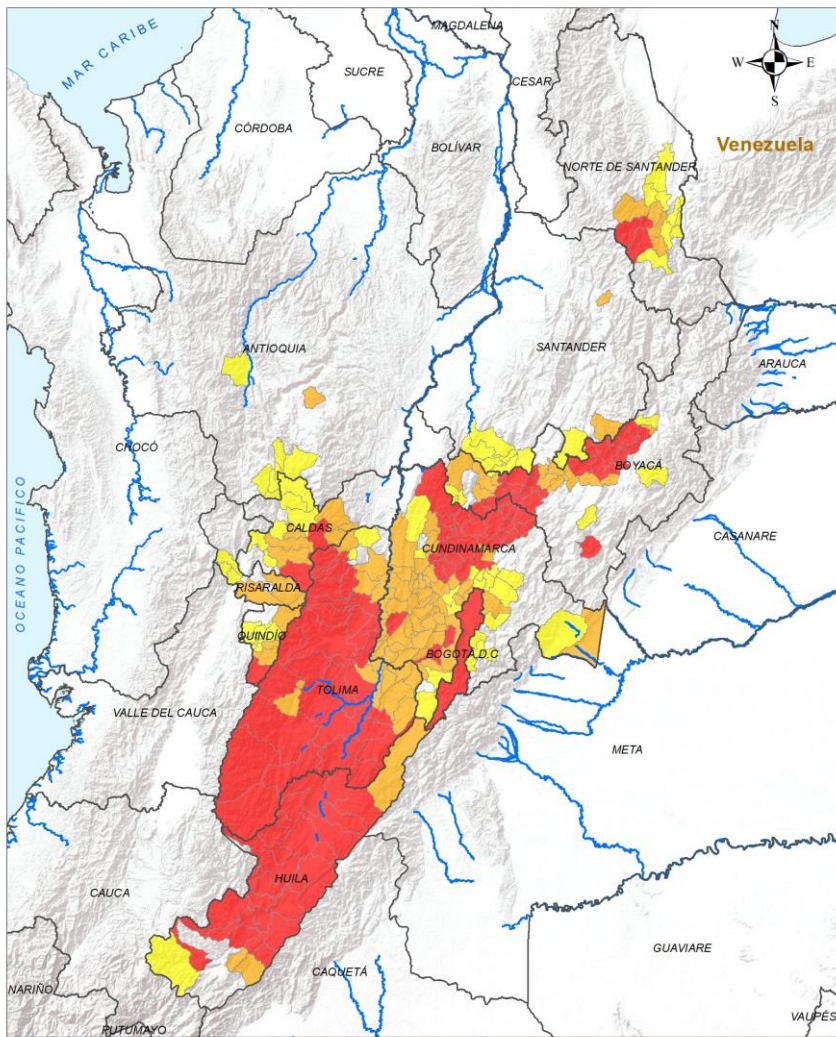 MAGDALENA
MAR CARIBE
N
W
E
S
SUCRE
CESAR
CÓRDOBA
BOLÍVAR
Venezuela
NORTE DE SANTANDER
ANTIOQUIA
SANTANDER
ARAUCA
CHOCÓ
BOYACÁ
OCEANO PACIFICO
CALDAS
CUNDINAMARCA
CASANARE
RISARALDA
QUINDÍO
BOGOTÁ.D.C
TOLIMA
VALLE DEL CAUCA
META
HUILA
CAUCA
GUAVIARE
CAQUETÁ
NARIÑO
VAUPÉS
PUTUMAYO